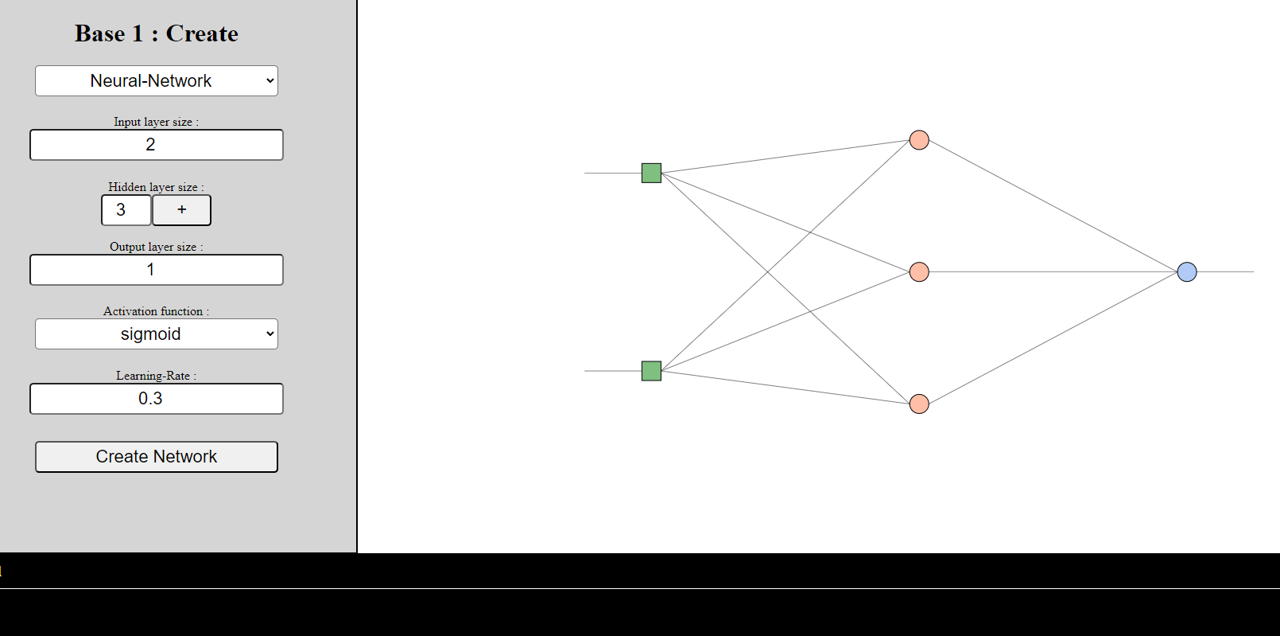 Base 1 : Create
Neural-Network
Input layer size :
2
Hidden layer size :
3 +
Output layer size :
1
Activation function :
sigmoid
Learning-Rate :
0.3
Create Network